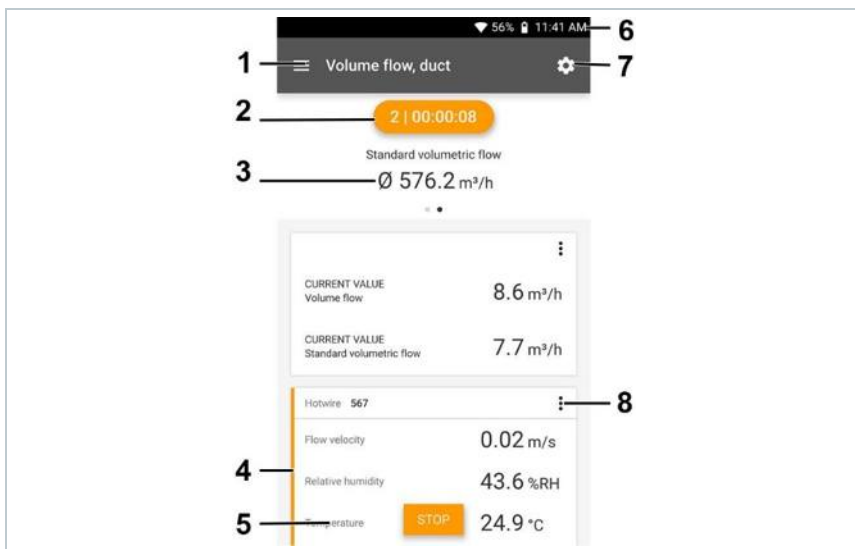 56% 11:41 AM 6
1 Volume flow, duct 7
2 2 | 00:00:08
Standard volumetric flow
3 Ø 576.2 m³/h
CURRENT VALUE
Volume flow 8.6 m³/h
CURRENT VALUE
Standard volumetric flow 7.7 m³/h
Hotwire 567 8
Flow velocity 0.02 m/s
4 Relative humidity 43.6 %RH
5 Temperature STOP 24.9 °C